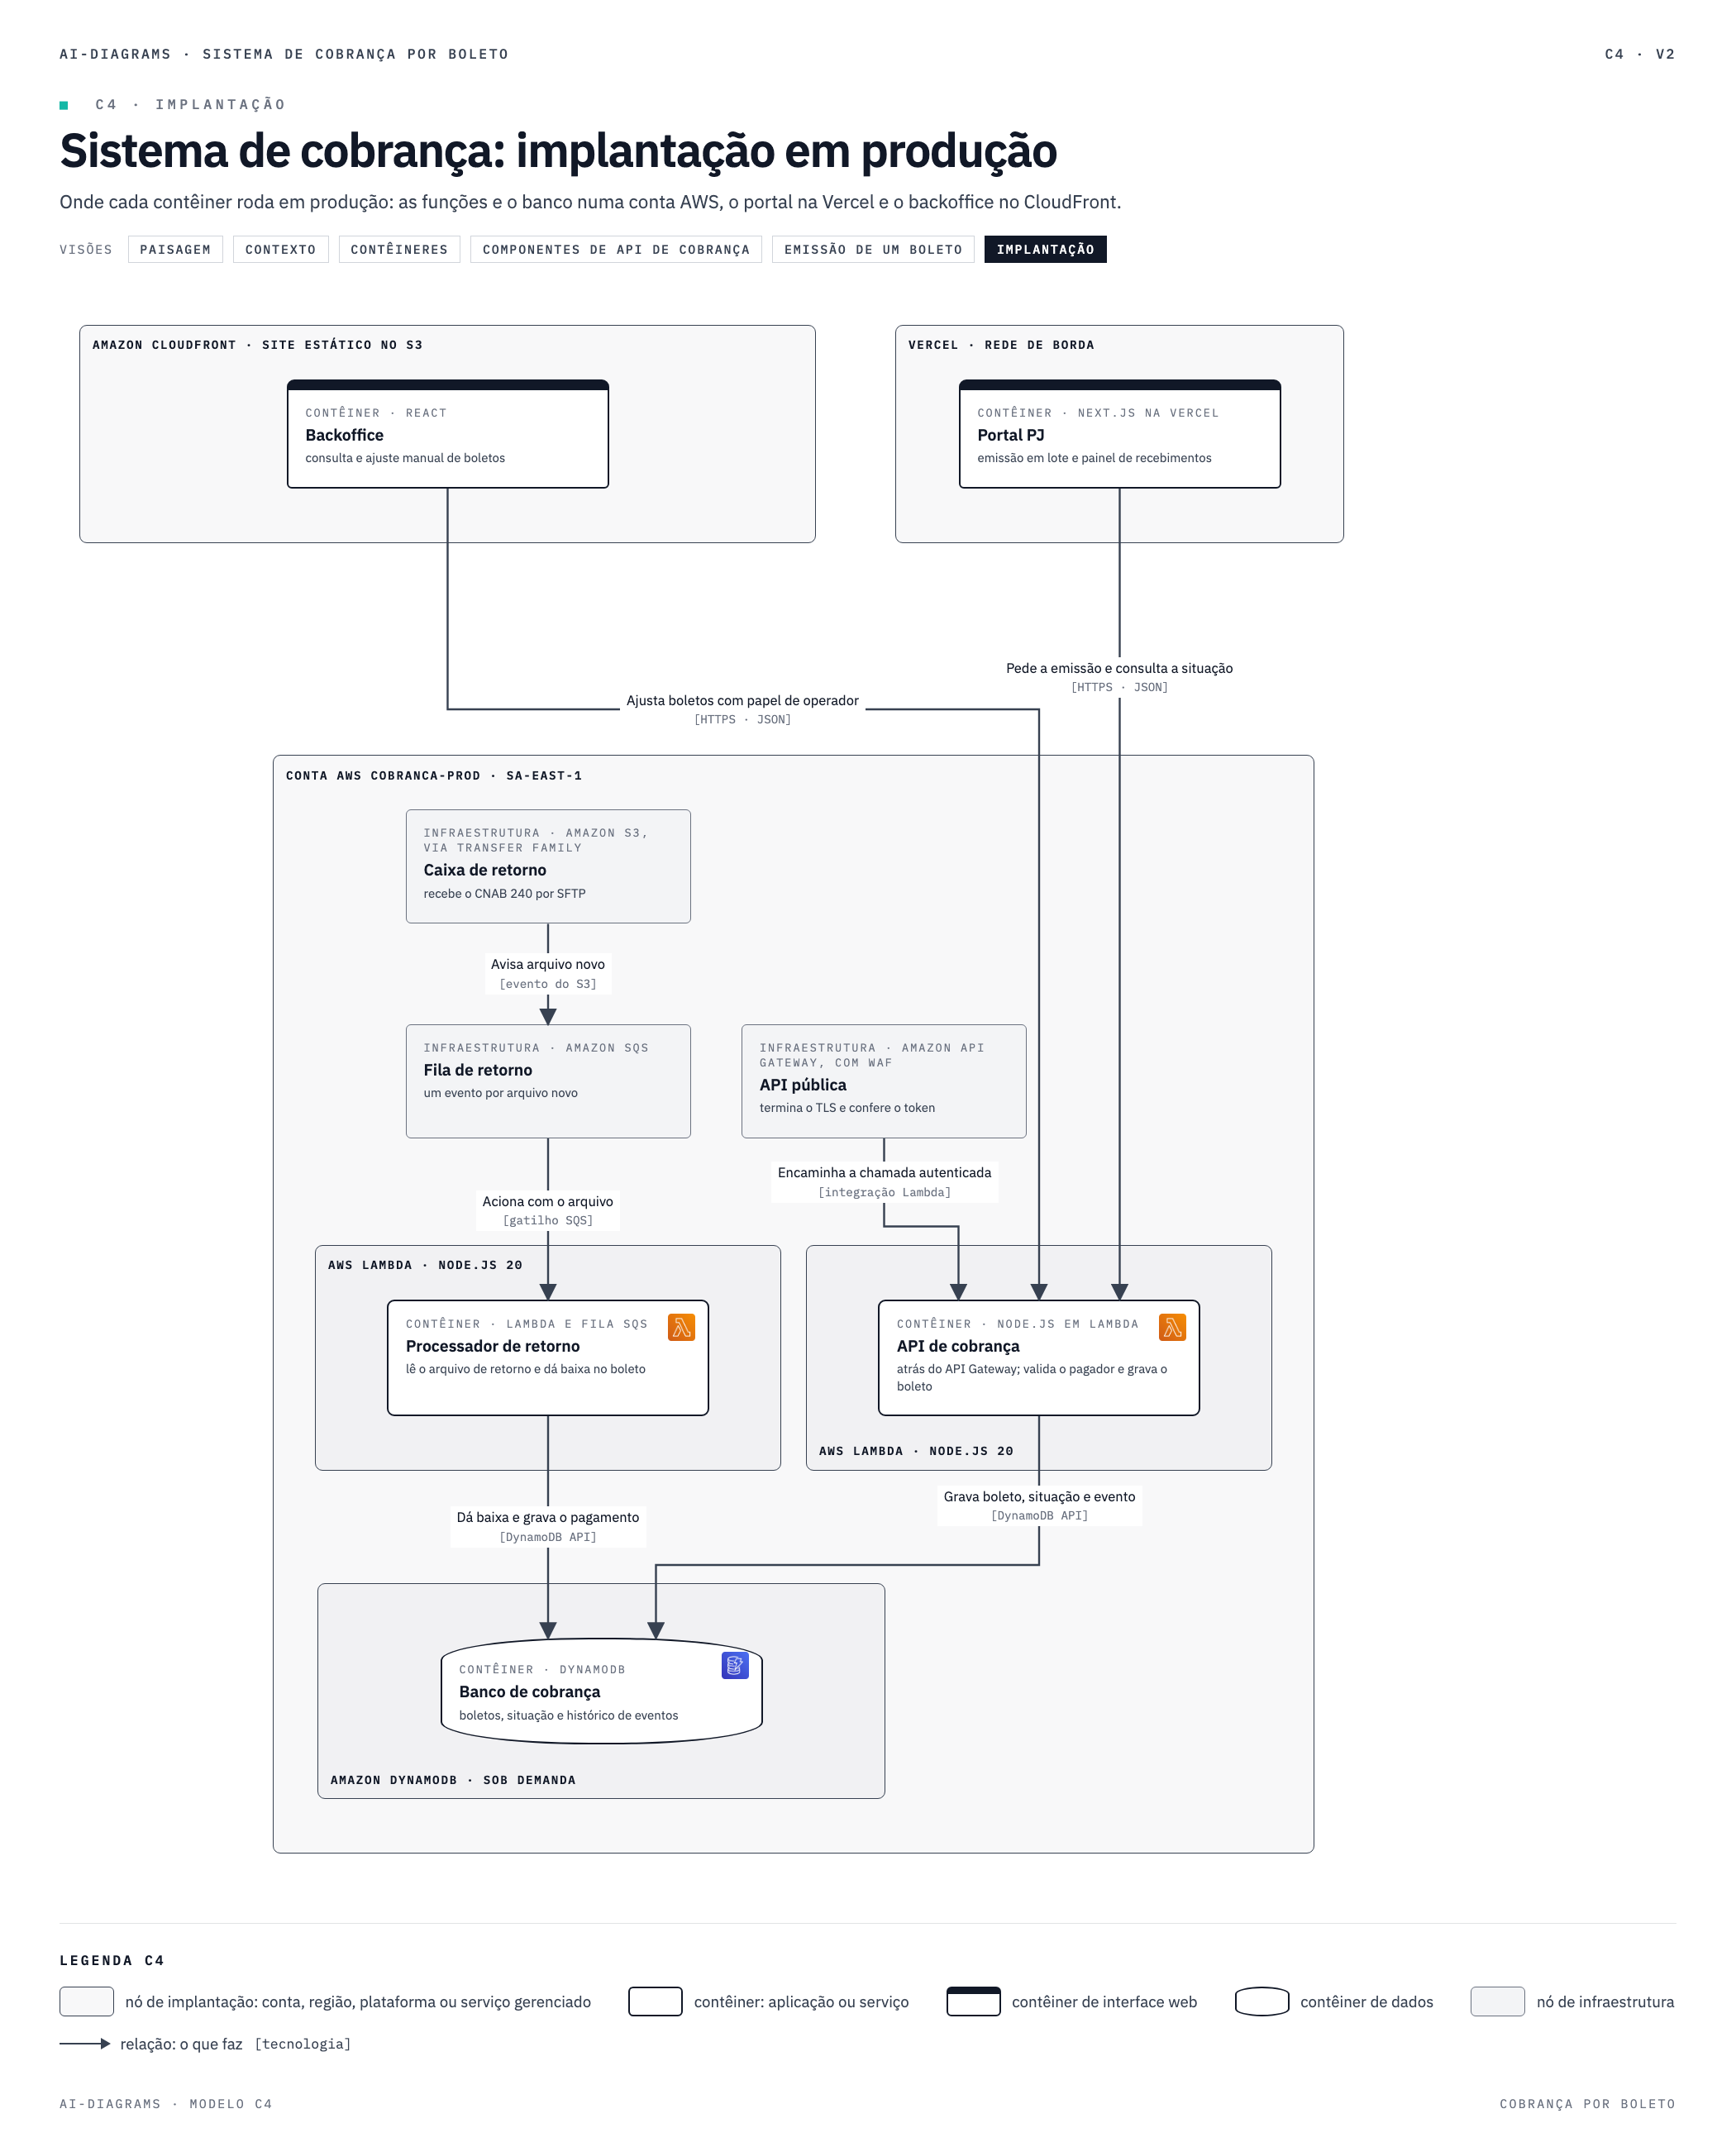 AI-DIAGRAMS · SISTEMA DE COBRANÇA POR BOLETO
C4 · V2
C4 · IMPLANTAÇÃO
Sistema de cobrança: implantação em produção
Onde cada contêiner roda em produção: as funções e o banco numa conta AWS, o portal na Vercel e o backoffice no CloudFront.
VISÕES
PAISAGEM
CONTEXTO
CONTÊINERES
COMPONENTES DE API DE COBRANÇA
EMISSÃO DE UM BOLETO
IMPLANTAÇÃO
AMAZON CLOUDFRONT · SITE ESTÁTICO NO S3
CONTÊINER · REACT
Backoffice
consulta e ajuste manual de boletos
VERCEL · REDE DE BORDA
CONTÊINER · NEXT.JS NA VERCEL
Portal PJ
emissão em lote e painel de recebimentos
Pede a emissão e consulta a situação
[HTTPS · JSON]
Ajusta boletos com papel de operador
[HTTPS · JSON]
CONTA AWS COBRANCA-PROD · SA-EAST-1
INFRAESTRUTURA · AMAZON S3,
VIA TRANSFER FAMILY
Caixa de retorno
recebe o CNAB 240 por SFTP
Avisa arquivo novo
[evento do S3]
INFRAESTRUTURA · AMAZON SQS
Fila de retorno
um evento por arquivo novo
INFRAESTRUTURA · AMAZON API
GATEWAY, COM WAF
API pública
termina o TLS e confere o token
Encaminha a chamada autenticada
[integração Lambda]
Aciona com o arquivo
[gatilho SQS]
AWS LAMBDA · NODE.JS 20
CONTÊINER · LAMBDA E FILA SQS
Processador de retorno
lê o arquivo de retorno e dá baixa no boleto
CONTÊINER · NODE.JS EM LAMBDA
API de cobrança
atrás do API Gateway; valida o pagador e grava o
boleto
AWS LAMBDA · NODE.JS 20
Grava boleto, situação e evento
[DynamoDB API]
Dá baixa e grava o pagamento
[DynamoDB API]
CONTÊINER · DYNAMODB
Banco de cobrança
boletos, situação e histórico de eventos
AMAZON DYNAMODB · SOB DEMANDA
LEGENDA C4
nó de implantação: conta, região, plataforma ou serviço gerenciado
contêiner: aplicação ou serviço
contêiner de interface web
contêiner de dados
nó de infraestrutura
relação: o que faz [tecnologia]
AI-DIAGRAMS · MODELO C4
COBRANÇA POR BOLETO